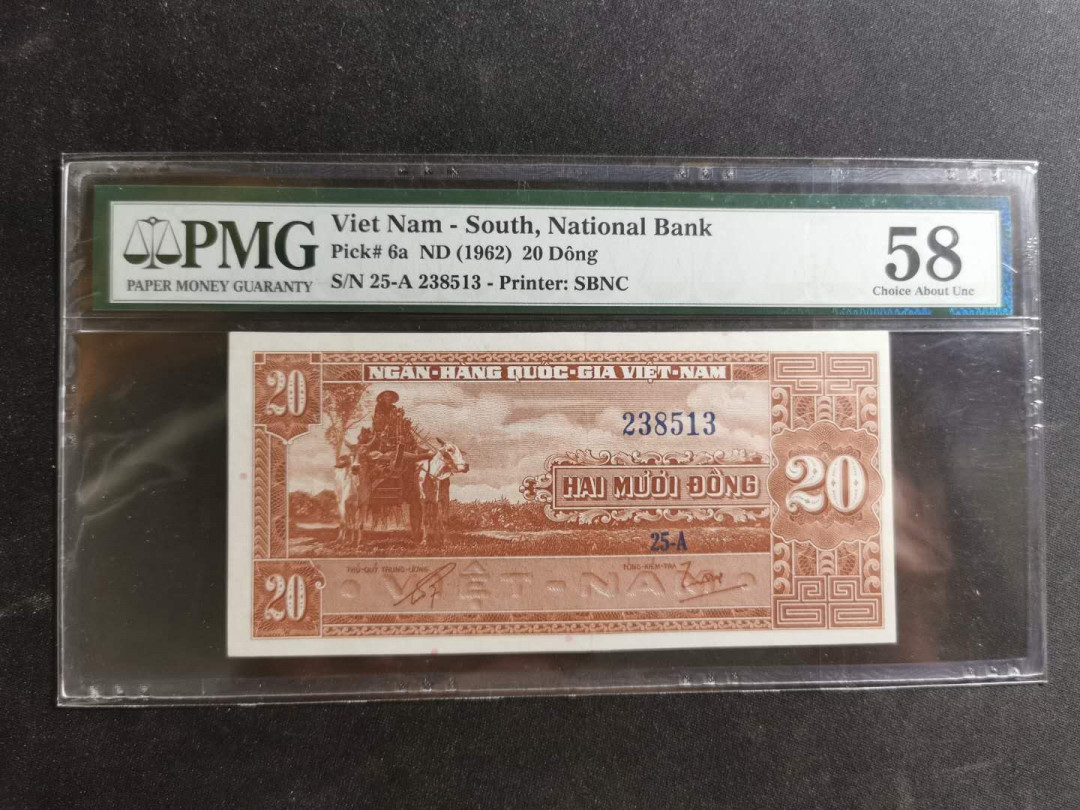 PMG
PAPER MONEY GUARANTY
Viet Nam - South, National Bank
Pick# 6a ND (1962) 20 Dông
S/N 25-A 238513 - Printer: SBNC
58
Choice About Unc
NGÂN-HÀNG QUỐC-GIA VIỆT-NAM
20
238513
HAI MƯƠI ĐỒNG
20
25-A
VIỆT-NAM
20